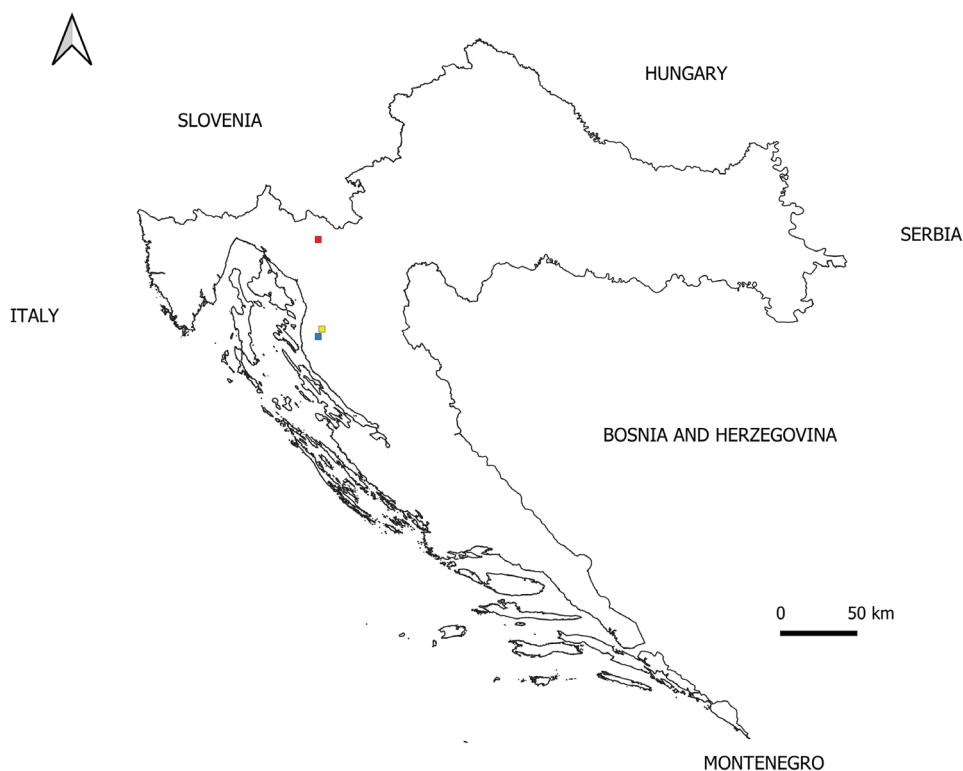 HUNGARY
SLOVENIA
SERBIA
ITALY
BOSNIA AND HERZEGOVINA
0 50 km
MONTENEGRO